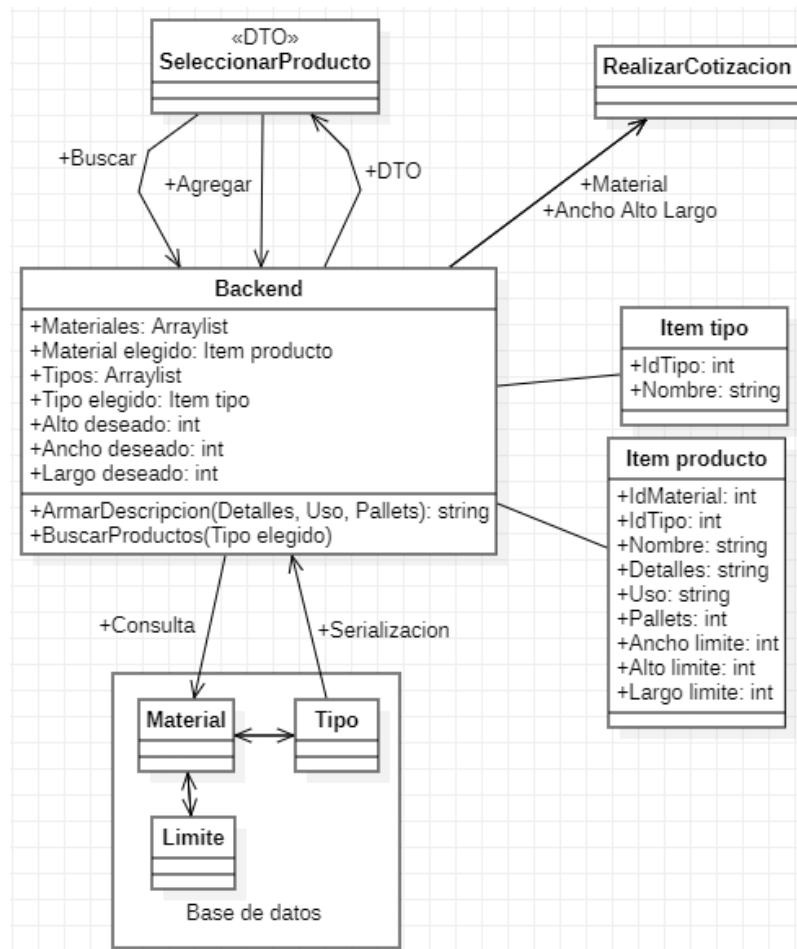 «DTO»
SeleccionarProducto
RealizarCotizacion
+Buscar
+Agregar
+DTO
+Material
+Ancho Alto Largo
Backend
+Materiales: Arraylist
+Material elegido: Item producto
+Tipos: Arraylist
+Tipo elegido: Item tipo
+Alto deseado: int
+Ancho deseado: int
+Largo deseado: int
+ArmarDescripcion(Detalles, Uso, Pallets): string
+BuscarProductos(Tipo elegido)
Item tipo
+IdTipo: int
+Nombre: string
Item producto
+IdMaterial: int
+IdTipo: int
+Nombre: string
+Detalles: string
+Uso: string
+Pallets: int
+Ancho limite: int
+Alto limite: int
+Largo limite: int
+Consulta
+Serializacion
Material
Tipo
Limite
Base de datos